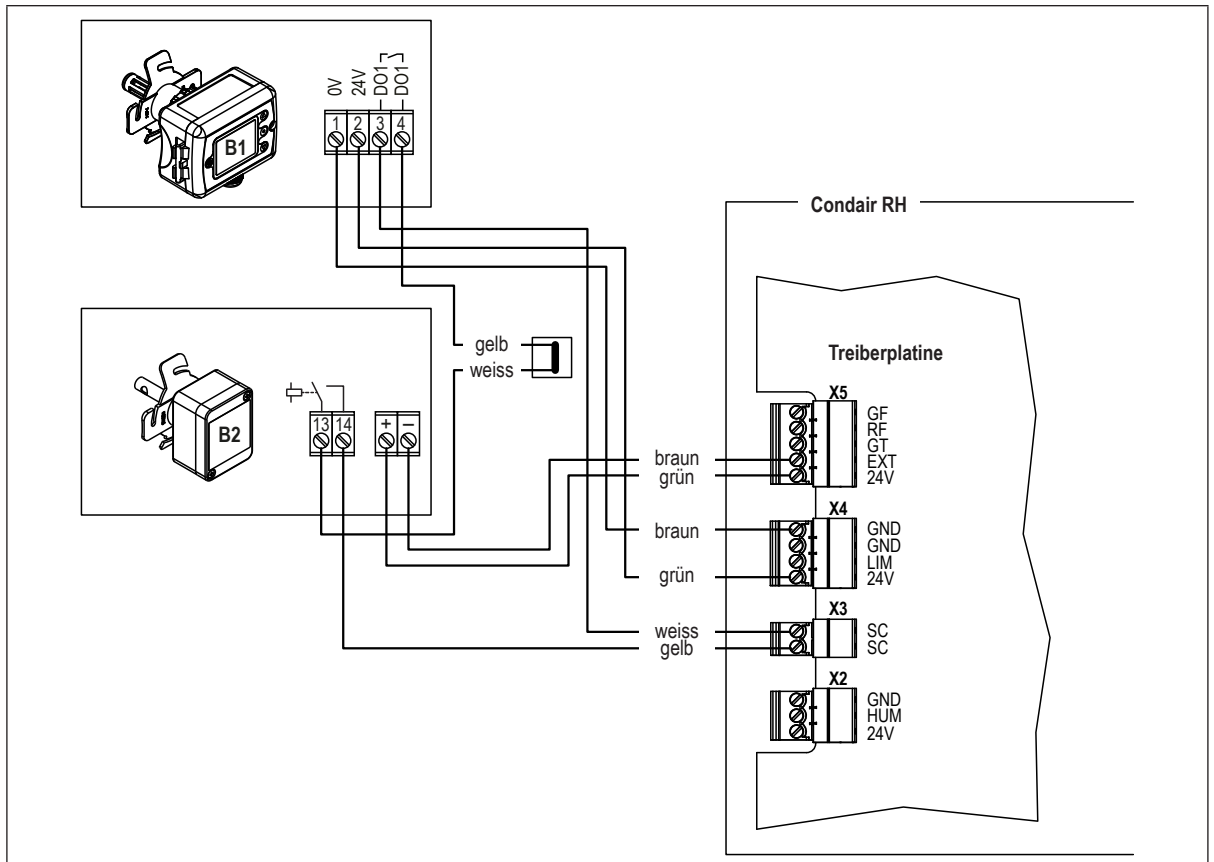 0V
24V
DO1
DO1
1 2 3 4
B1
gelb
weiss
13 14 + –
B2
Condair RH
Treiberplatine
X5
GF
RF
GT
braun EXT
grün 24V
X4
braun GND
GND
LIM
grün 24V
X3
weiss SC
gelb SC
X2
GND
HUM
24V